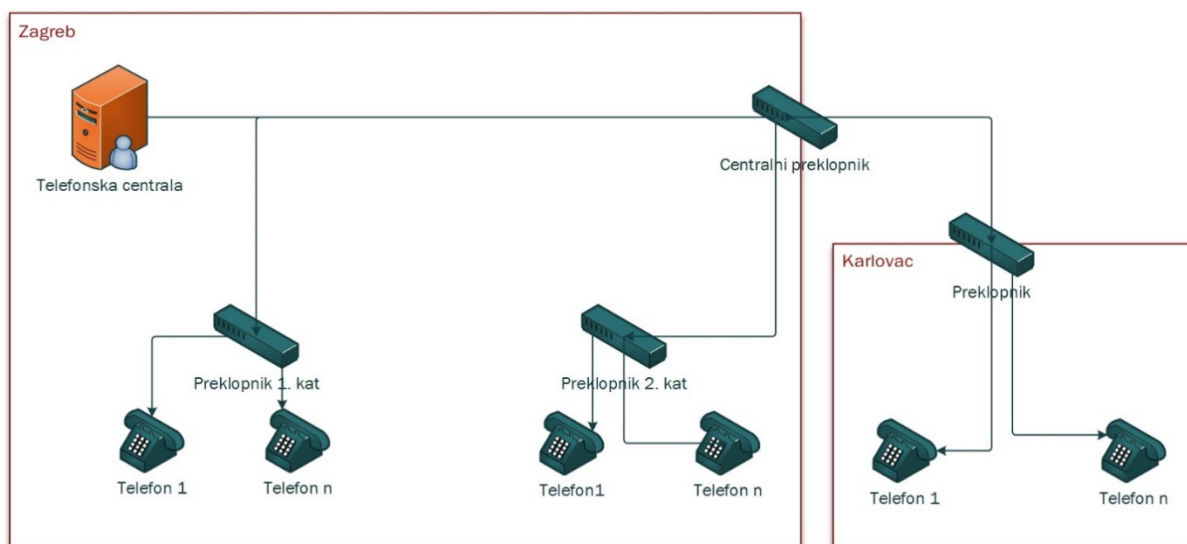 Zagreb
Telefonska centrala
Centralni preklopnik
Karlovac
Preklopnik
Preklopnik 1. kat
Preklopnik 2. kat
Telefon 1
Telefon n
Telefon1
Telefon n
Telefon 1
Telefon n